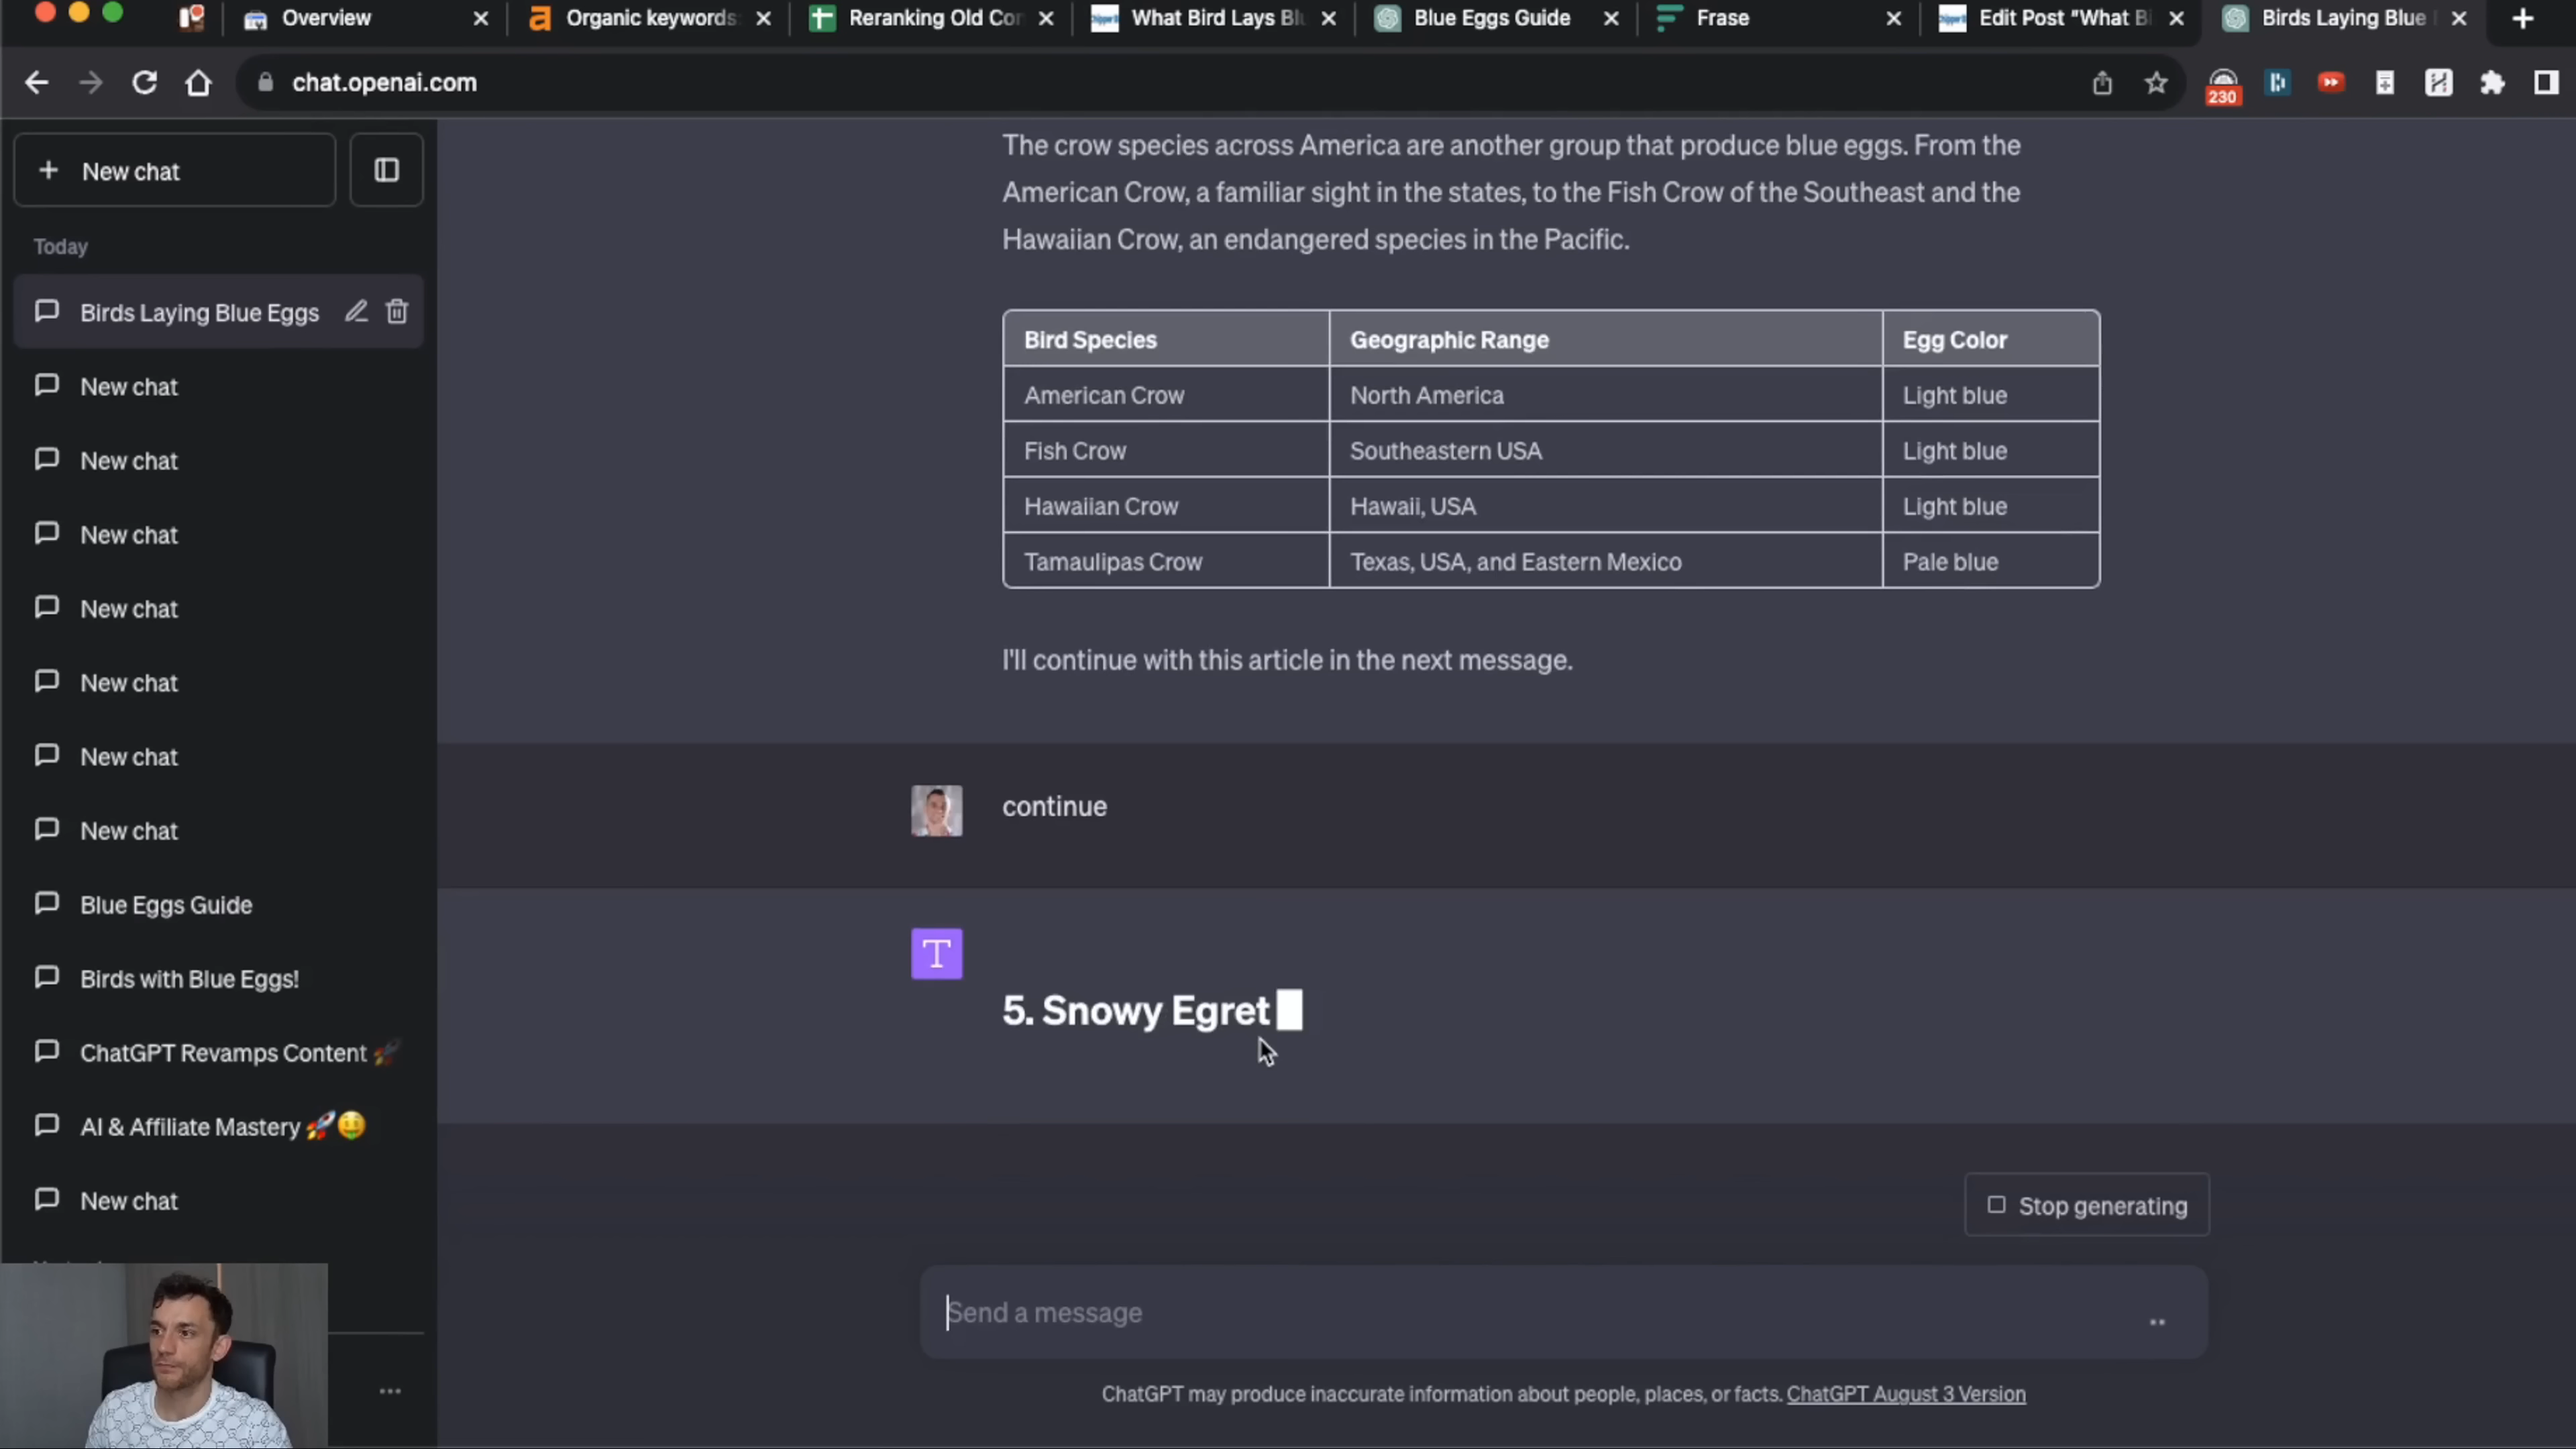 Overview
Organic keywords:
Reranking Old Con
What Bird Lays Blu
Blue Eggs Guide
Frase
Edit Post "What Bi
Birds Laying Blue
chat.openai.com
230
New chat
Today
Birds Laying Blue Eggs
New chat
New chat
New chat
New chat
New chat
New chat
New chat
Blue Eggs Guide
Birds with Blue Eggs!
ChatGPT Revamps Content 🚀
AI & Affiliate Mastery 🚀🤑
New chat
The crow species across America are another group that produce blue eggs. From the
American Crow, a familiar sight in the states, to the Fish Crow of the Southeast and the
Hawaiian Crow, an endangered species in the Pacific.
Bird Species Geographic Range Egg Color
American Crow North America Light blue
Fish Crow Southeastern USA Light blue
Hawaiian Crow Hawaii, USA Light blue
Tamaulipas Crow Texas, USA, and Eastern Mexico Pale blue
I'll continue with this article in the next message.
continue
T
5. Snowy Egret
Stop generating
Send a message
ChatGPT may produce inaccurate information about people, places, or facts. ChatGPT August 3 Version